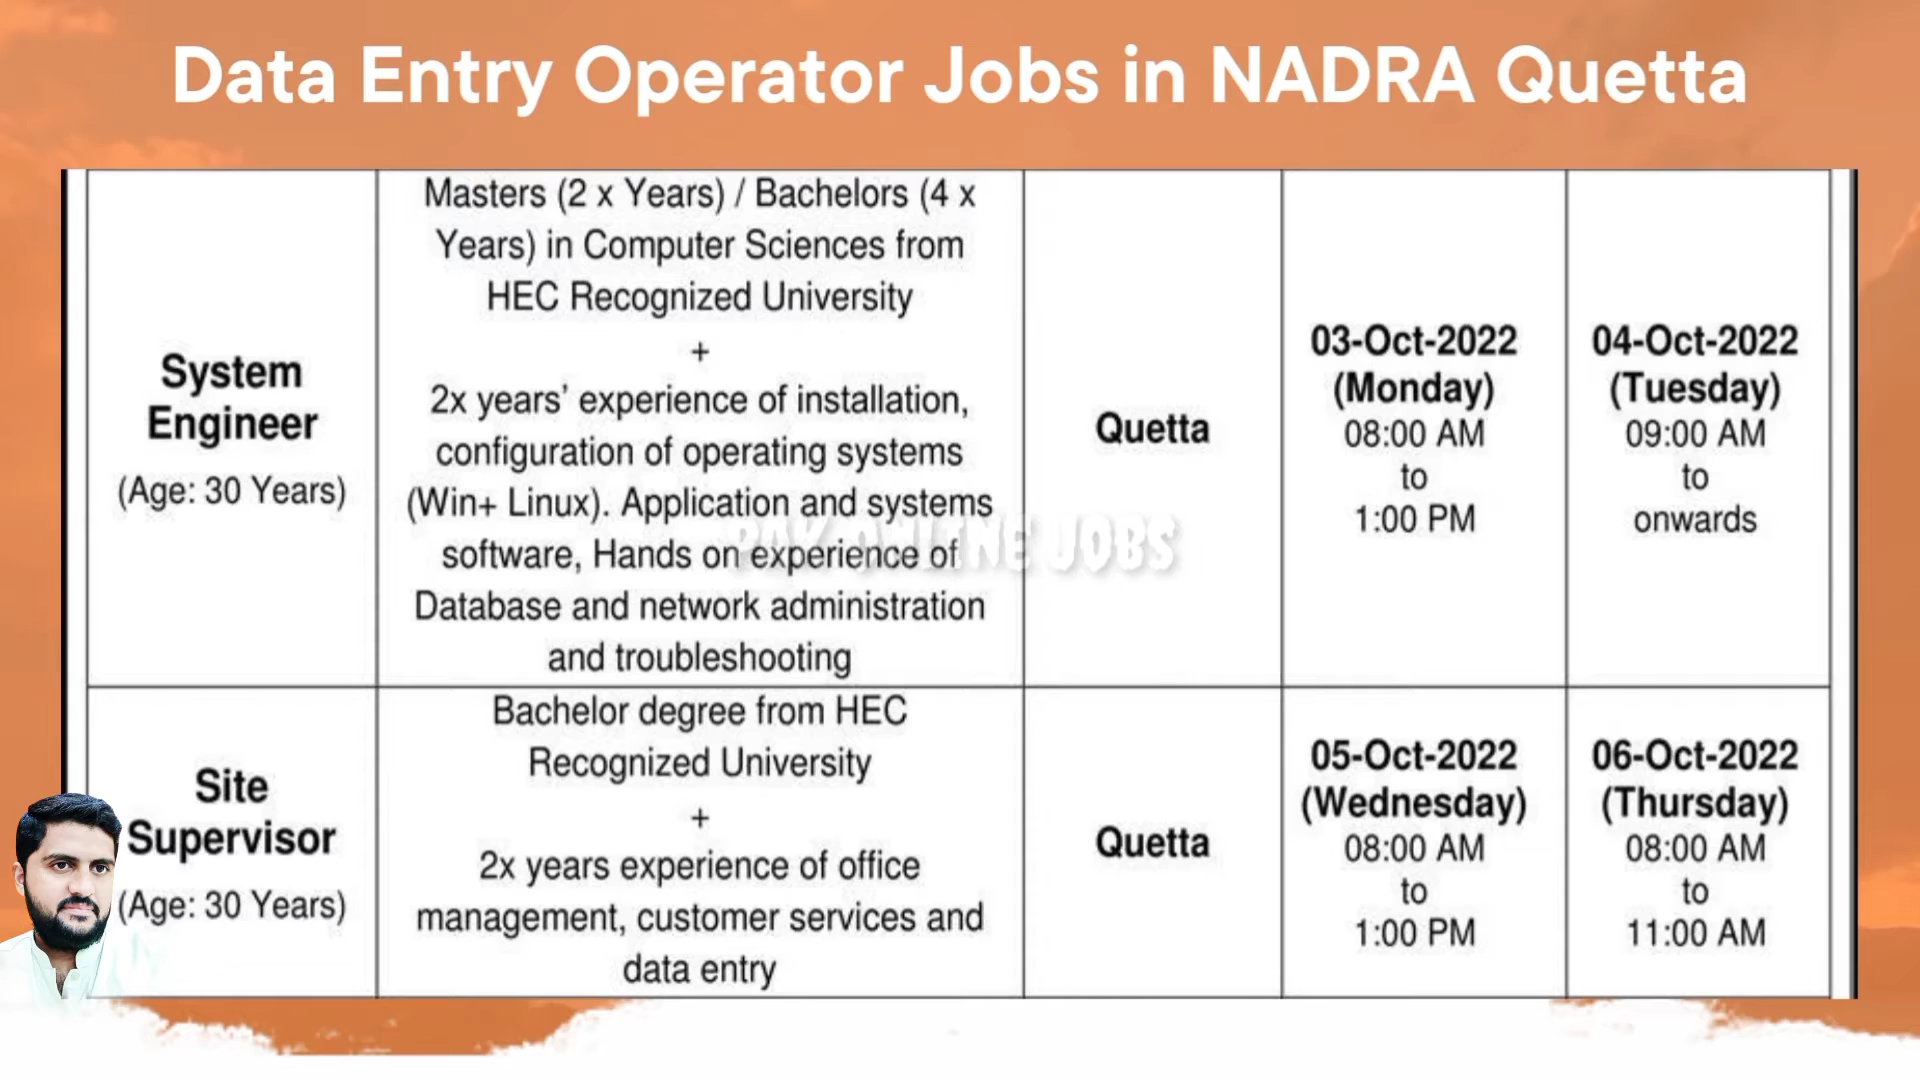 Data Entry Operator Jobs in NADRA Quetta
System
Engineer
(Age: 30 Years)
Masters (2 x Years) / Bachelors (4 x
Years) in Computer Sciences from
HEC Recognized University
+
2x years' experience of installation,
configuration of operating systems
(Win+ Linux). Application and systems
software, Hands on experience of
Database and network administration
and troubleshooting
Quetta
03-Oct-2022
(Monday)
08:00 AM
to
1:00 PM
04-Oct-2022
(Tuesday)
09:00 AM
to
onwards
PAK ONLINE JOBS
Site
Supervisor
(Age: 30 Years)
Bachelor degree from HEC
Recognized University
+
2x years experience of office
management, customer services and
data entry
Quetta
05-Oct-2022
(Wednesday)
08:00 AM
to
1:00 PM
06-Oct-2022
(Thursday)
08:00 AM
to
11:00 AM